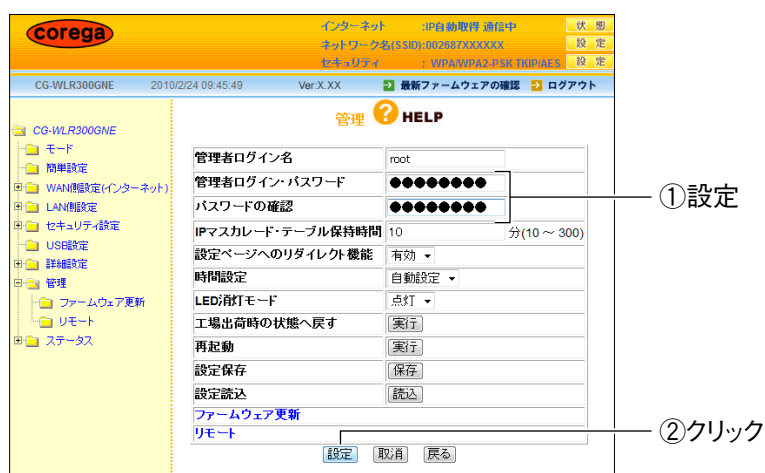 corega
インターネット :IP自動取得 通信中 状 態
ネットワーク名(SSID):002687XXXXXX 設 定
セキュリティ : WPA/WPA2-PSK TKIP/AES 設 定
CG-WLR300GNE 2010/2/24 09:45:49 Ver:X.XX 最新ファームウェアの確認 ログアウト
CG-WLR300GNE
モード
簡単設定
WAN側設定(インターネット)
LAN側設定
セキュリティ設定
USB設定
詳細設定
管理
ファームウェア更新
リモート
ステータス
管理 ? HELP
管理者ログイン名 root
管理者ログイン・パスワード ●●●●●●●●
パスワードの確認 ●●●●●●●●
①設定
IPマスカレード・テーブル保持時間 10 分(10 ~ 300)
設定ページへのリダイレクト機能 有効
時間設定 自動設定
LED消灯モード 点灯
工場出荷時の状態へ戻す 実行
再起動 実行
設定保存 保存
設定読込 読込
ファームウェア更新
リモート
設定 取消 戻る
②クリック